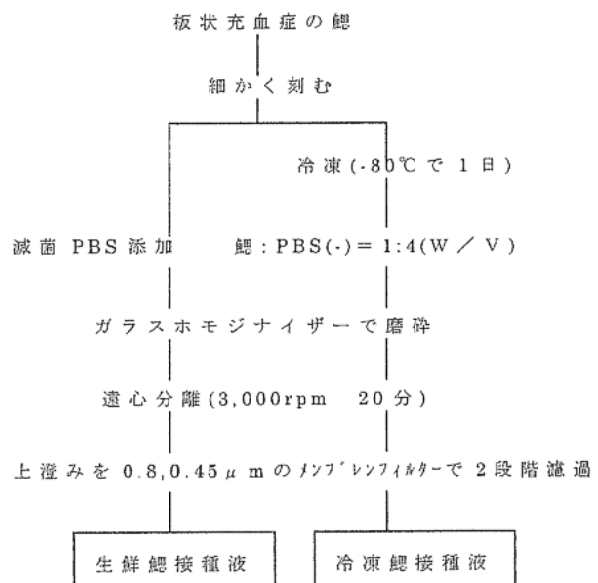 板状充血症の鰓
細かく刻む
冷凍(-80℃で1日)
滅菌 PBS 添加 鰓:PBS(-)=1:4(W／V)
ガラスホモジナイザーで磨砕
遠心分離(3,000rpm 20分)
上澄みを 0.8,0.45μmのﾒﾝﾌﾞﾚﾝﾌｨﾙﾀｰで2段階濾過
生鮮鰓接種液
冷凍鰓接種液